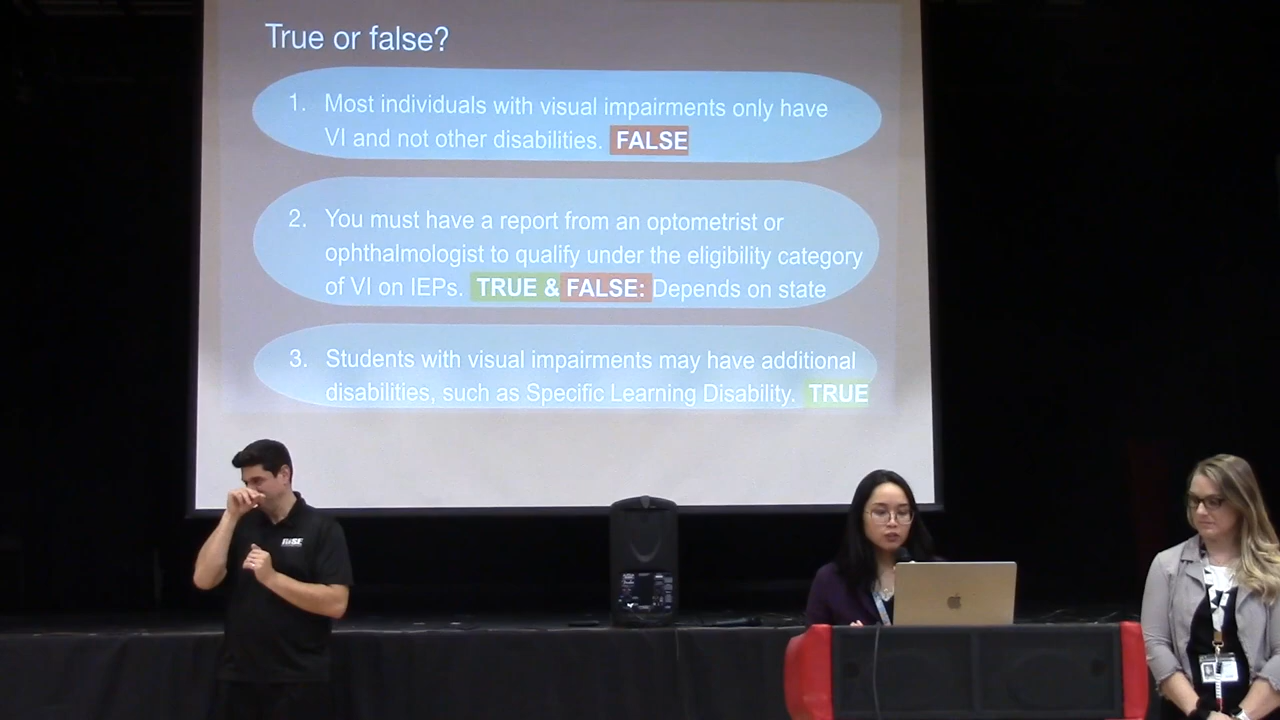 True or false?
1. Most individuals with visual impairments only have
VI and not other disabilities. FALSE
2. You must have a report from an optometrist or
ophthalmologist to qualify under the eligibility category
of VI on IEPs. TRUE & FALSE: Depends on state
3. Students with visual impairments may have additional
disabilities, such as Specific Learning Disability. TRUE